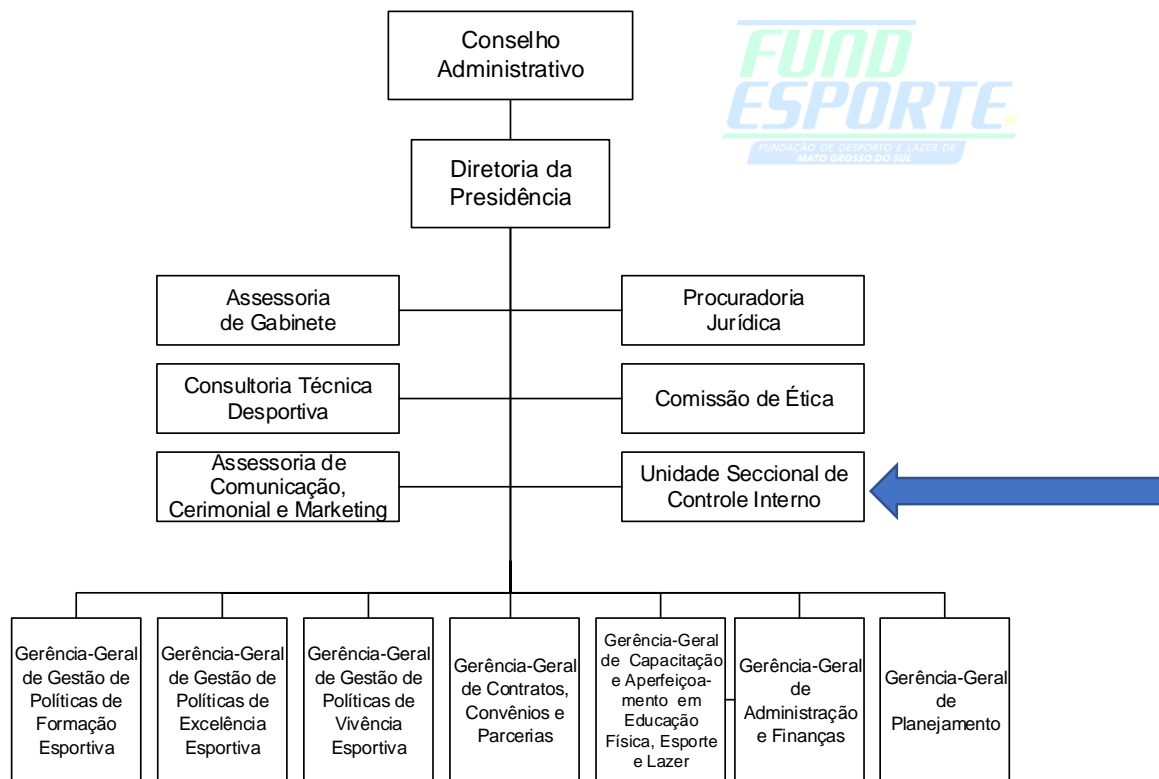 Conselho
Administrativo
FUND
ESPORTE
FUNDAÇÃO DE DESPORTO E LAZER DE
MATO GROSSO DO SUL
Diretoria da
Presidência
Assessoria
de Gabinete
Procuradoria
Jurídica
Consultoria Técnica
Desportiva
Comissão de Ética
Assessoria de
Comunicação,
Cerimonial e Marketing
Unidade Seccional de
Controle Interno
Gerência-Geral
de Gestão de
Políticas de
Formação
Esportiva
Gerência-Geral
de Gestão de
Políticas de
Excelência
Esportiva
Gerência-Geral
de Gestão de
Políticas de
Vivência
Esportiva
Gerência-Geral
de Contratos,
Convênios e
Parcerias
Gerência-Geral
de Capacitação
e Aperfeiçoa-
mento em
Educação
Física, Esporte
e Lazer
Gerência-Geral
de
Administração
e Finanças
Gerência-Geral
de
Planejamento